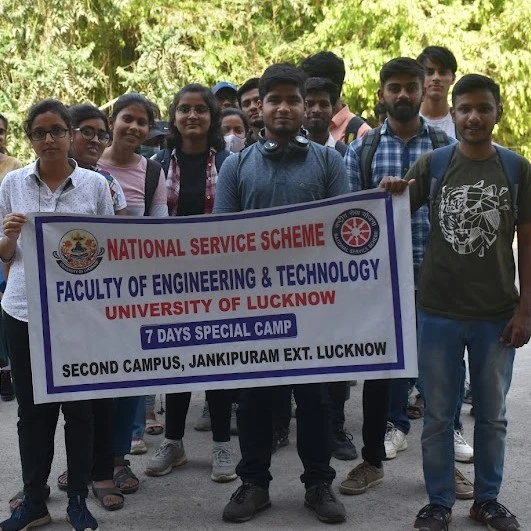 NATIONAL SERVICE SCHEME
FACULTY OF ENGINEERING & TECHNOLOGY
UNIVERSITY OF LUCKNOW
7 DAYS SPECIAL CAMP
SECOND CAMPUS, JANKIPURAM EXT. LUCKNOW